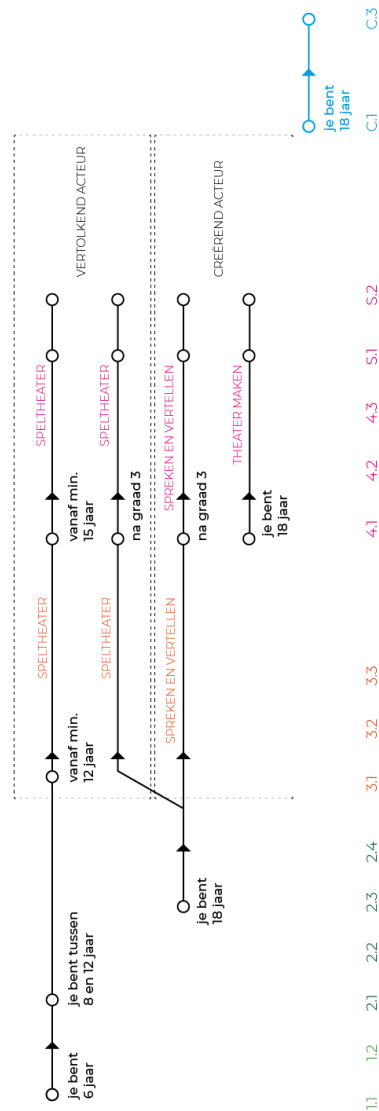 VERTOLKEND ACTEUR
SPELTHEATER
SPELTHEATER
je bent
6 jaar
je bent tussen
8 en 12 jaar
vanaf min.
12 jaar
vanaf min.
15 jaar
SPELTHEATER
SPELTHEATER
na graad 3
CREËREND ACTEUR
SPREKEN EN VERTELLEN
SPREKEN EN VERTELLEN
je bent
18 jaar
na graad 3
THEATER MAKEN
je bent
18 jaar
je bent
18 jaar
1.1 1.2 2.1 2.2 2.3 2.4 3.1 3.2 3.3 4.1 4.2 4.3 S.1 S.2 C.1 C.3